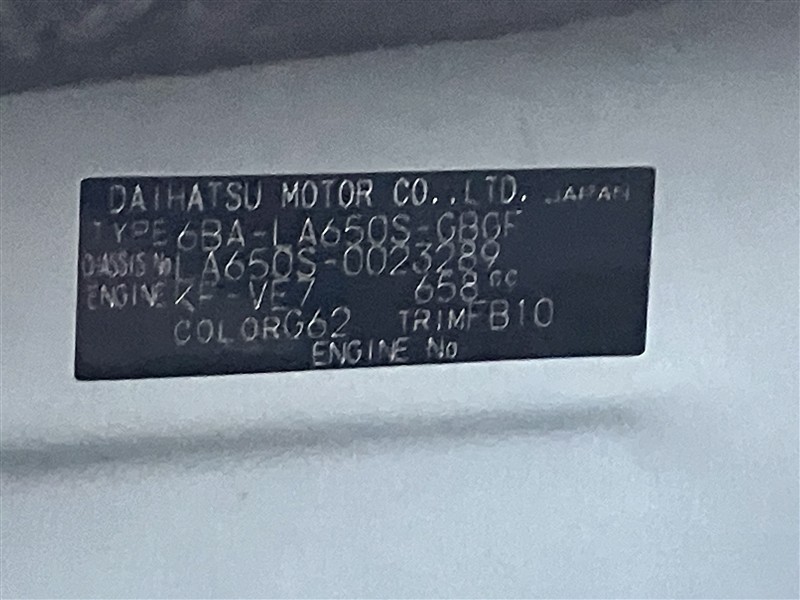 DAIHATSU MOTOR CO.,LTD. JAPAN
TYPE 6BA-LA650S-GBGF
CHASSIS No LA650S-0023289
ENGINE KF-VE7 658cc
COLOR G62 TRIM FB10
ENGINE No